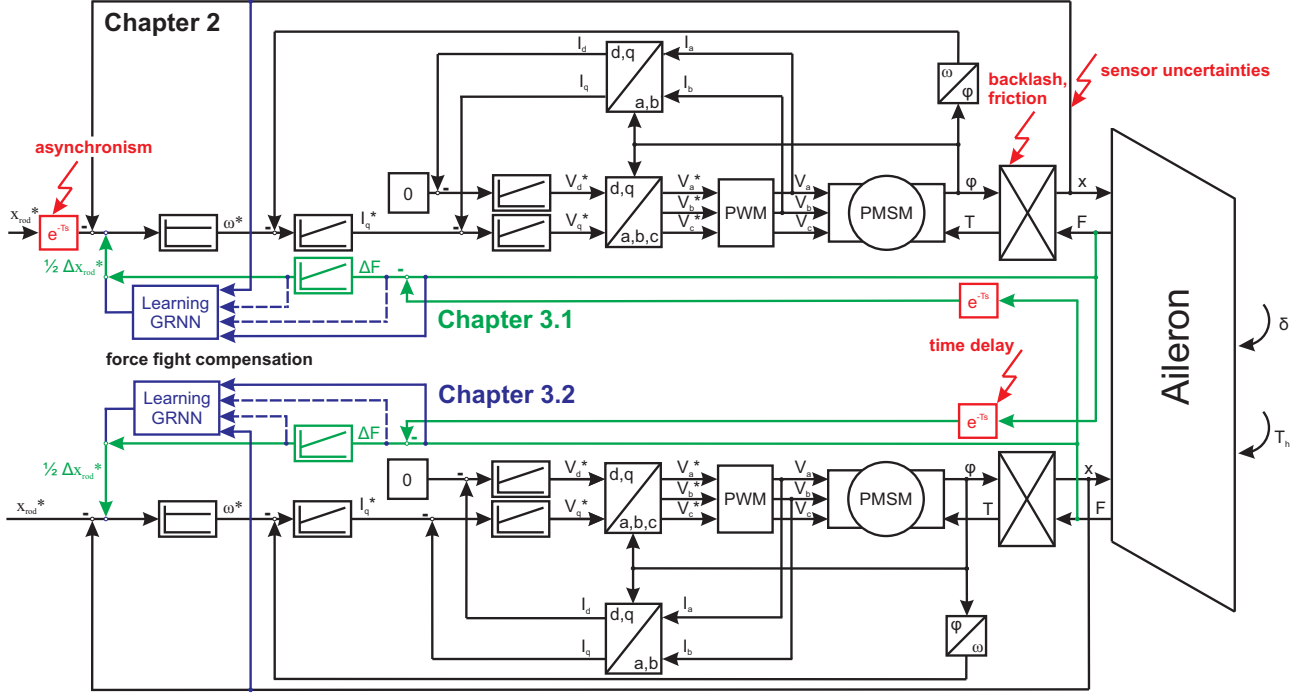 Chapter 2
I_d
d,q
I_a
I_q
a,b
I_b
ω
φ
backlash,
friction
sensor uncertainties
asynchronism
x_rod*
e^-Ts
-
ω*
-
I_q*
-
0
-
V_d*
V_q*
d,q
a,b,c
V_a*
V_b*
V_c*
PWM
V_a
V_b
V_c
PMSM
φ
T
x
F
½ Δx_rod*
ΔF
-
Learning
GRNN
Chapter 3.1
e^-Ts
Aileron
δ
force fight compensation
time delay
Learning
GRNN
Chapter 3.2
e^-Ts
ΔF
-
½ Δx_rod*
T_h
x_rod*
-
ω*
-
I_q*
-
0
-
V_d*
V_q*
d,q
a,b,c
V_a*
V_b*
V_c*
PWM
V_a
V_b
V_c
PMSM
φ
T
x
F
I_d
d,q
I_a
I_q
a,b
I_b
φ
ω